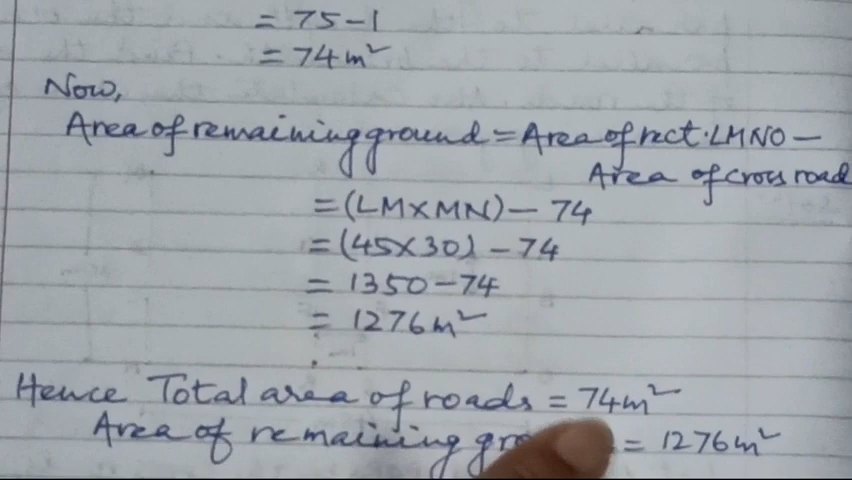 = 75-1
= 74m²
Now,
Area of remaining ground = Area of rect. LMNO -
Area of cross road
= (LM×MN) - 74
= (45×30) - 74
= 1350-74
= 1276m²
Hence Total area of roads = 74m²
Area of remaining = 1276m²